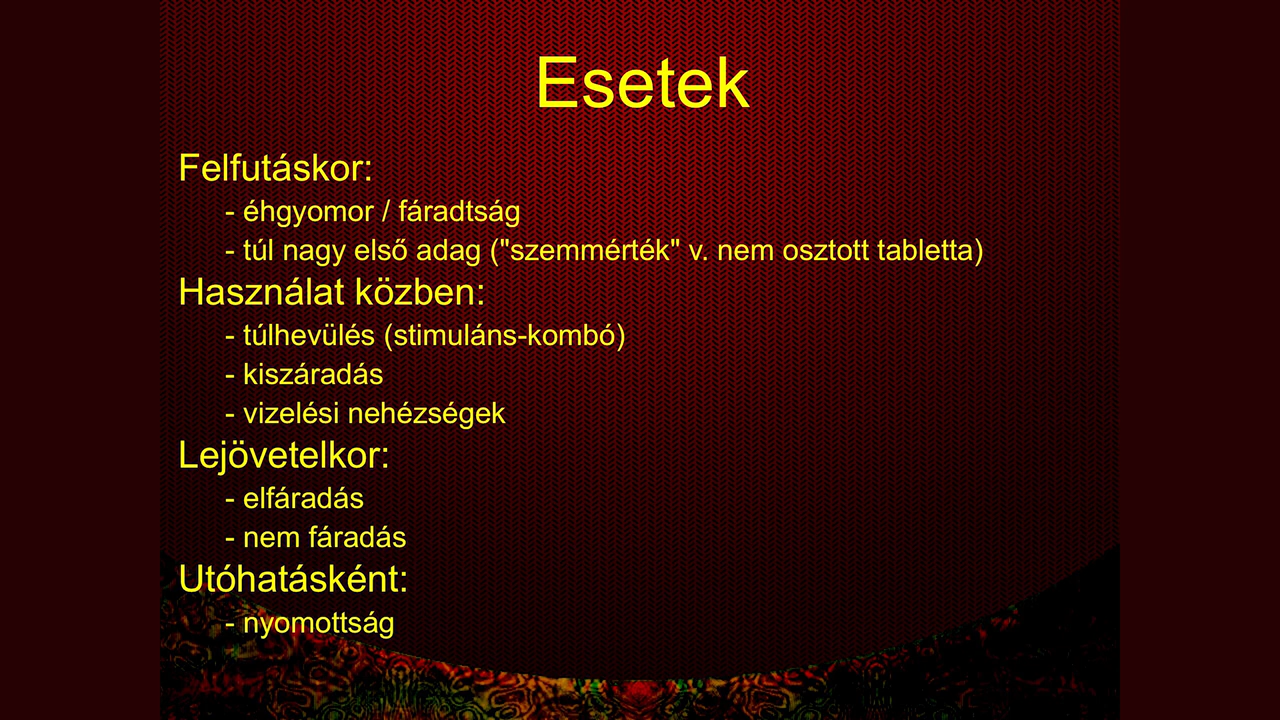 Esetek
Felfutáskor:
- éhgyomor / fáradtság
- túl nagy első adag ("szemmérték" v. nem osztott tabletta)
Használat közben:
- túlhevülés (stimuláns-kombó)
- kiszáradás
- vizelési nehézségek
Lejövetelkor:
- elfáradás
- nem fáradás
Utóhatásként:
- nyomottság